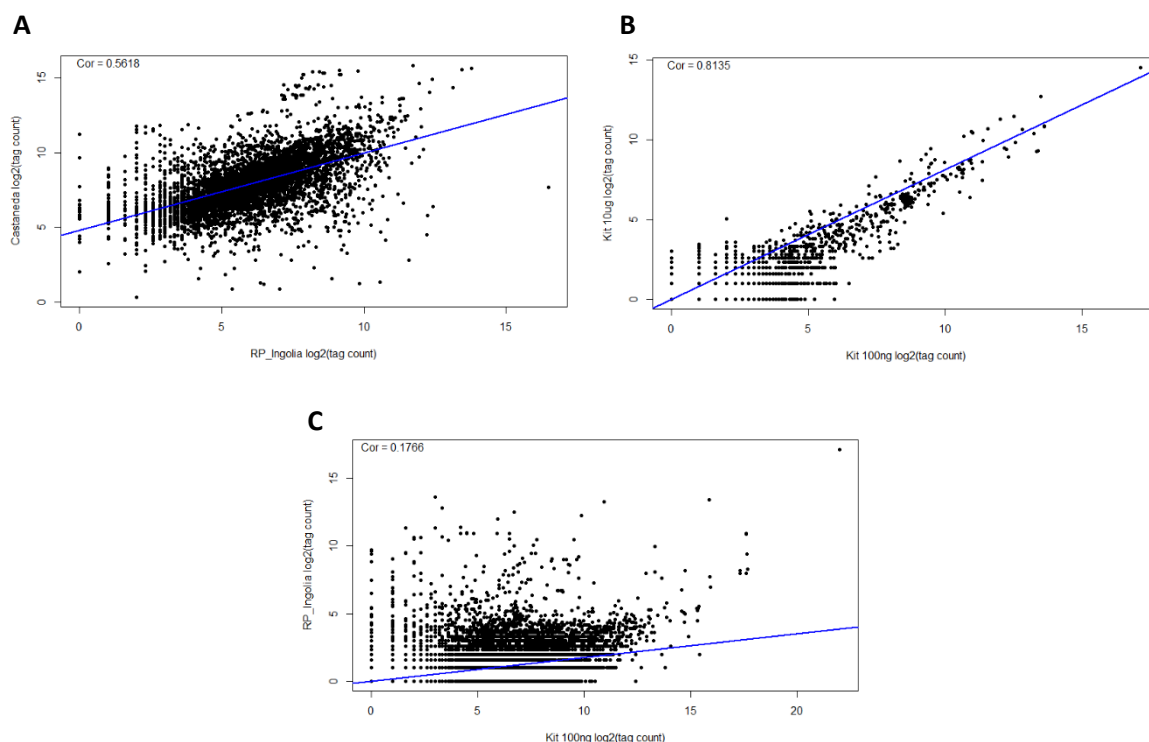 A
Cor = 0.5618
Castaneda log2(tag count)
15
10
5
0
0 5 10 15
RP_Ingolia log2(tag count)
B
Cor = 0.8135
Kit 10ug log2(tag count)
15
10
5
0
0 5 10 15
Kit 100ng log2(tag count)
C
Cor = 0.1766
RP_Ingolia log2(tag count)
15
10
5
0
0 5 10 15 20
Kit 100ng log2(tag count)